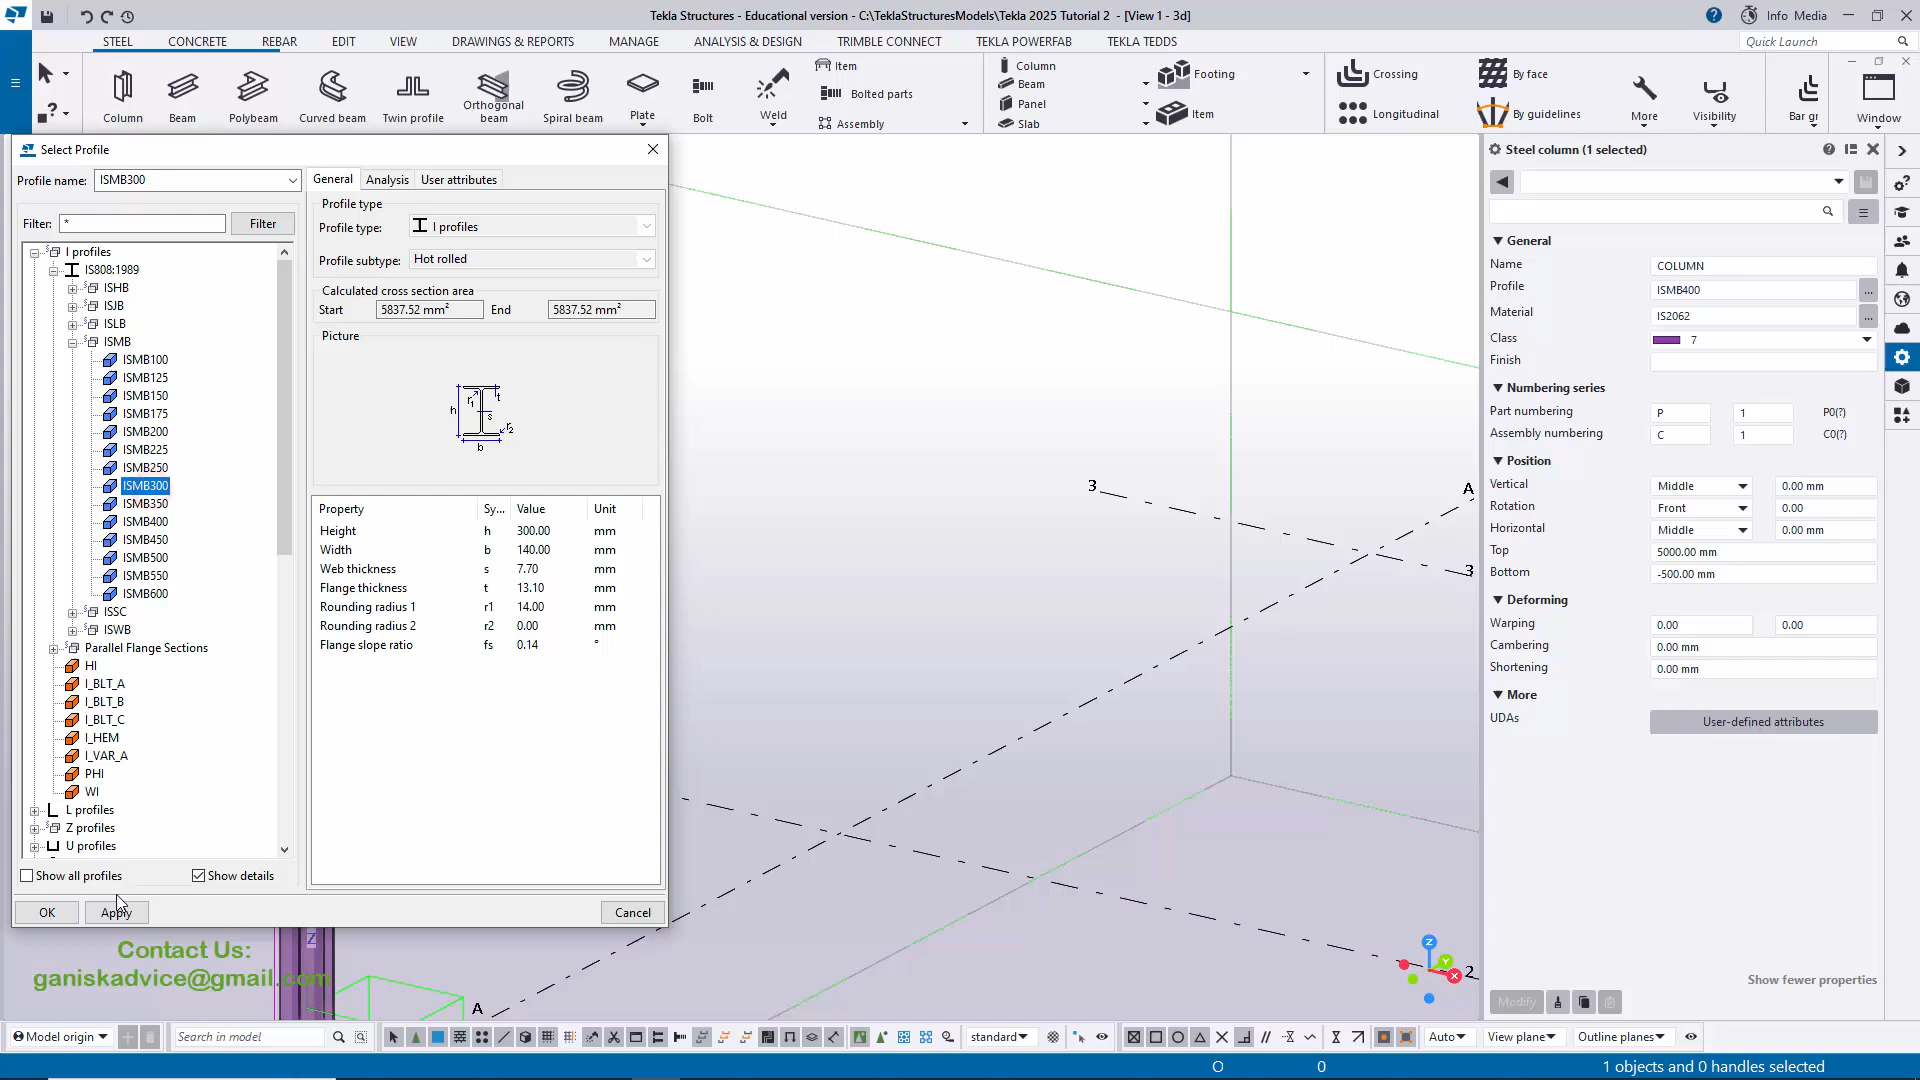 Tekla Structures - Educational version - C:\TeklaStructuresModels\Tekla 2025 Tutorial 2 - [View 1 - 3d]
Info Media
STEEL CONCRETE REBAR EDIT VIEW DRAWINGS & REPORTS MANAGE ANALYSIS & DESIGN TRIMBLE CONNECT TEKLA POWERFAB TEKLA TEDDS
Quick Launch
Column
Beam
Polybeam
Curved beam
Twin profile
Orthogonal
beam
Spiral beam
Plate
Bolt
Weld
Item
Bolted parts
Assembly
Column
Beam
Panel
Slab
Footing
Item
Crossing
Longitudinal
By face
By guidelines
More
Visibility
Bar gr
Window
Select Profile
Profile name: ISMB300
Filter: *
Filter
I profiles
IS808:1989
ISHB
ISJB
ISLB
ISMB
ISMB100
ISMB125
ISMB150
ISMB175
ISMB200
ISMB225
ISMB250
ISMB300
ISMB350
ISMB400
ISMB450
ISMB500
ISMB550
ISMB600
ISSC
ISWB
Parallel Flange Sections
HI
I_BLT_A
I_BLT_B
I_BLT_C
I_HEM
I_VAR_A
PHI
WI
L profiles
Z profiles
U profiles
Show all profiles
Show details
OK
Apply
Cancel
General Analysis User attributes
Profile type
Profile type: I profiles
Profile subtype: Hot rolled
Calculated cross section area
Start 5837.52 mm² End 5837.52 mm²
Picture
h
r1
t
s
r2
b
Property Sy... Value Unit
Height h 300.00 mm
Width b 140.00 mm
Web thickness s 7.70 mm
Flange thickness t 13.10 mm
Rounding radius 1 r1 14.00 mm
Rounding radius 2 r2 0.00 mm
Flange slope ratio fs 0.14 °
3
A
3
2
A
Z
Z
Y
X
Contact Us:
ganiskadvice@gmail.com
Steel column (1 selected)
General
Name COLUMN
Profile ISMB400 ...
Material IS2062 ...
Class 7
Finish
Numbering series
Part numbering P 1 P0(?)
Assembly numbering C 1 C0(?)
Position
Vertical Middle 0.00 mm
Rotation Front 0.00
Horizontal Middle 0.00 mm
Top 5000.00 mm
Bottom -500.00 mm
Deforming
Warping 0.00 0.00
Cambering 0.00 mm
Shortening 0.00 mm
More
UDAs User-defined attributes
Show fewer properties
Modify
Model origin
Search in model
standard
Auto
View plane
Outline planes
O 0 1 objects and 0 handles selected